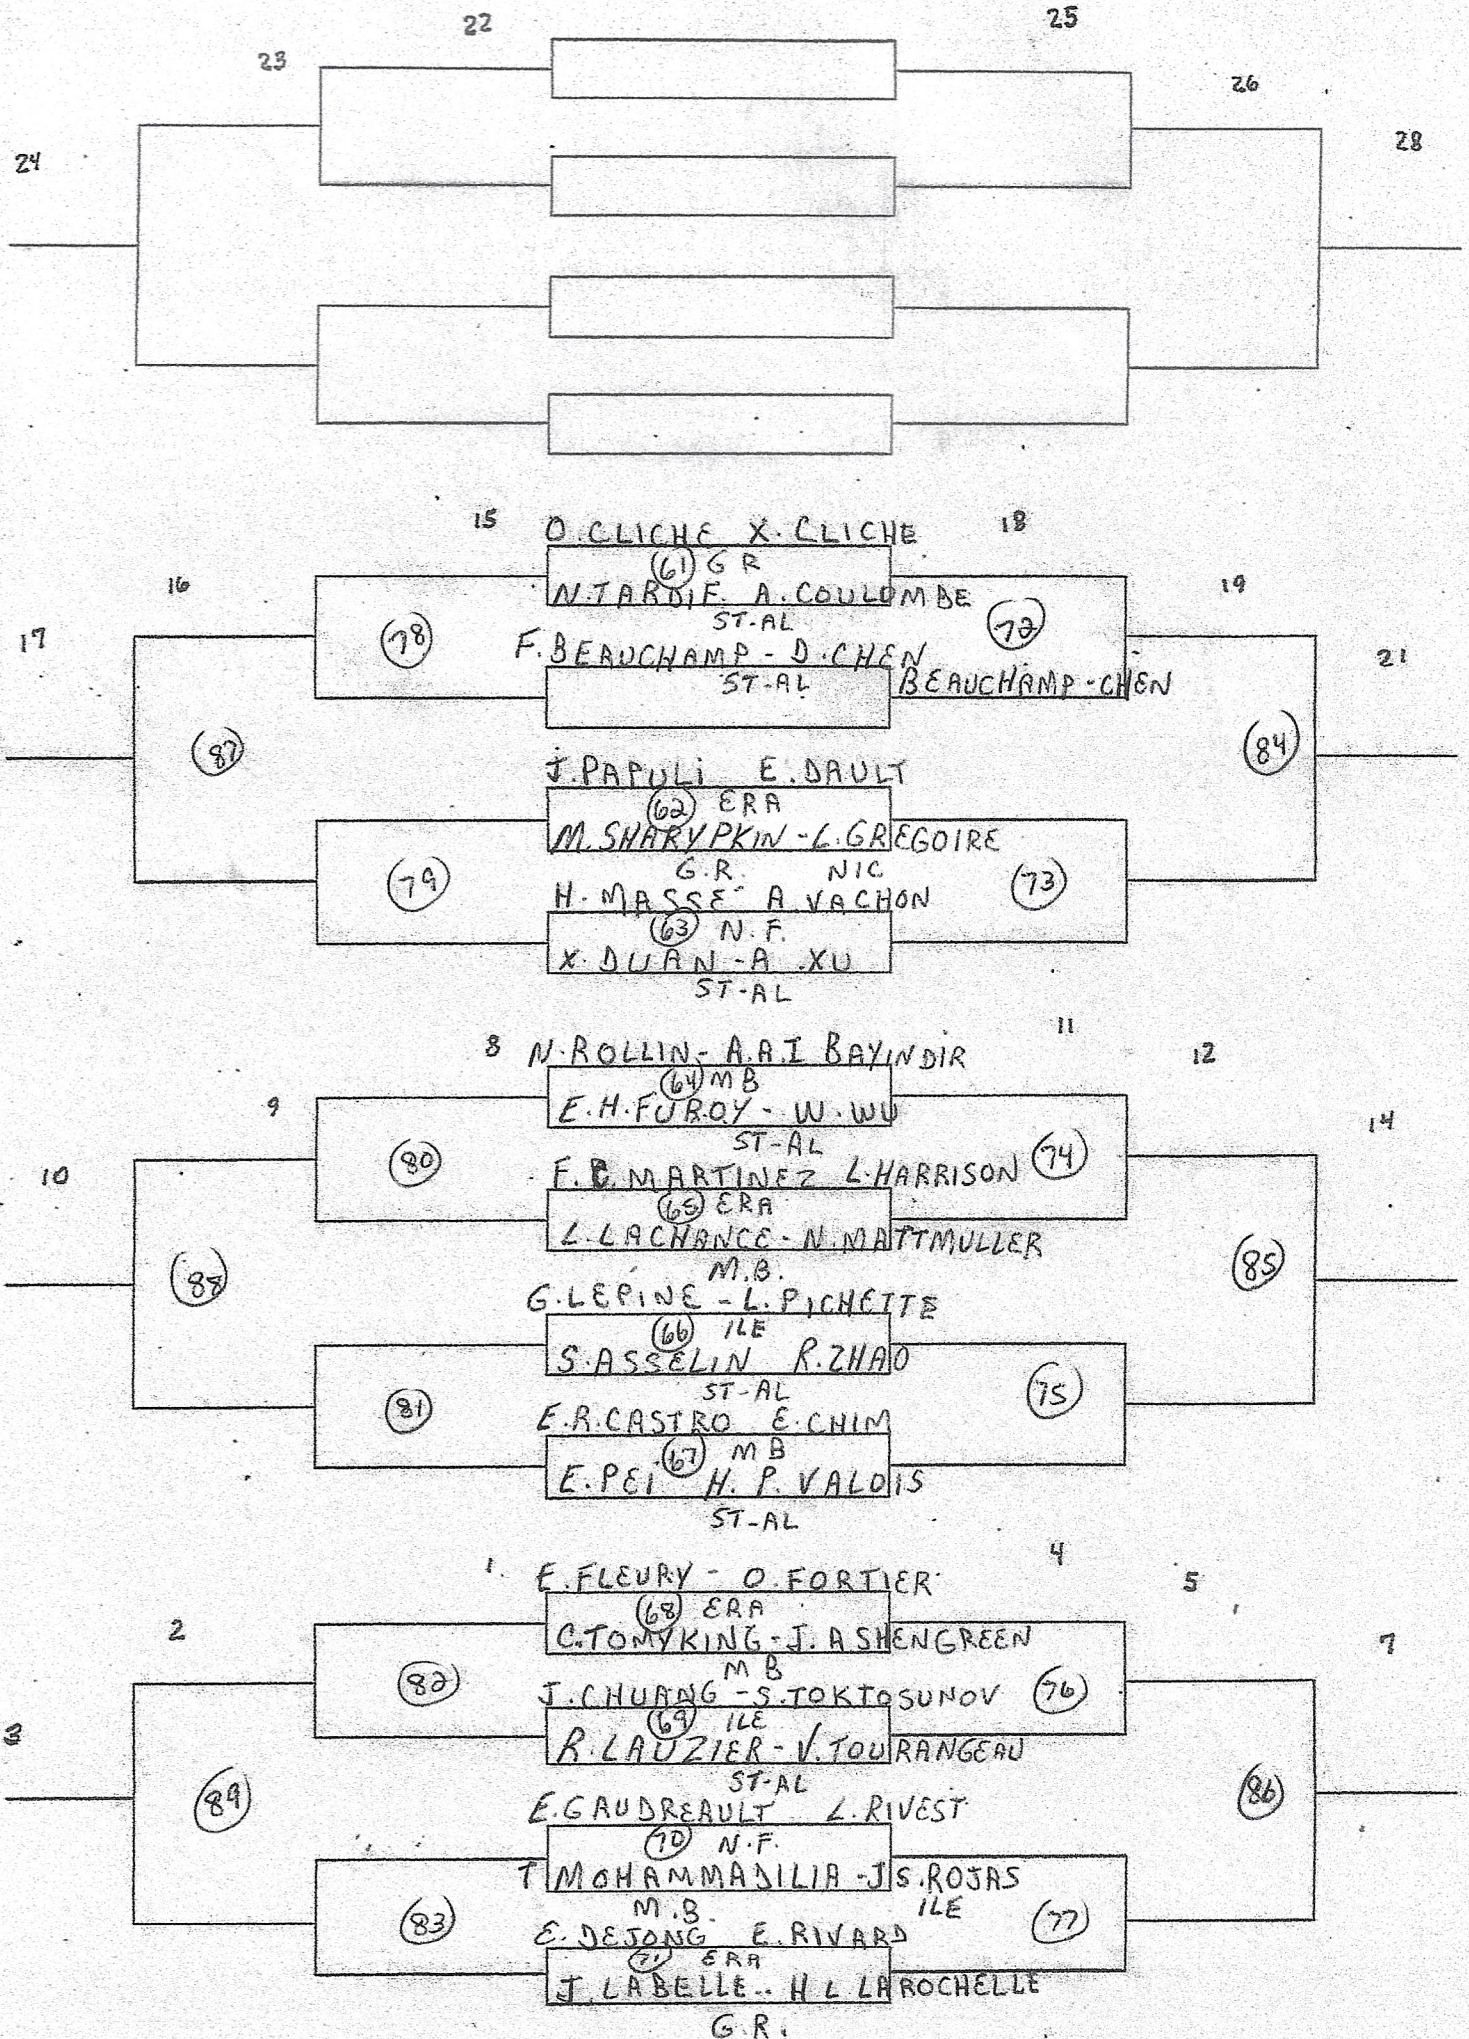 22
25
23
26
24
28
15 O.CLICHE X.CLICHE 18
61 G R
16 19
N.TARDIF. A.COULOMBE
ST-AL
17 78 72
F.BEAUCHAMP - D.CHEN
21
ST-AL BEAUCHAMP-CHEN
87 84
J.PAPULI E.DAULT
62 ERA
M.SHARYPKIN-L.GREGOIRE
G.R. NIC
79 73
H.MASSE A.VACHON
63 N.F.
X.DUAN-A.XU
ST-AL
11
8 N.ROLLIN-A.A.I BAYINDIR 12
64 MB
9 E.H.FUROY-W.WU
14
ST-AL
80 74
10 F.C.MARTINEZ L.HARRISON
65 ERA
L.LACHANCE-N.MATTMULLER
M.B.
88 85
G.LEPINE-L.PICHETTE
66 ILE
S.ASSELIN R.ZHAO
ST-AL
81 75
E.R.CASTRO E.CHIM
67 MB
E.PEI H.P.VALOIS
ST-AL
4
1 E.FLEURY - O.FORTIER 5
68 ERA
2 C.TOMYKING-J.ASHENGREEN
7
MB
82 76
J.CHUANG-S.TOKTOSUNOV
69 ILE
3 R.LAUZIER-V.TOURANGEAU
ST-AL
89 86
E.GAUDREAULT L.RIVEST
70 N.F.
T MOHAMMADILIA-J S.ROJAS
M.B. ILE
83 77
E.DEJONG E.RIVARD
71 ERA
J.LABELLE.. H L LAROCHELLE
G.R.